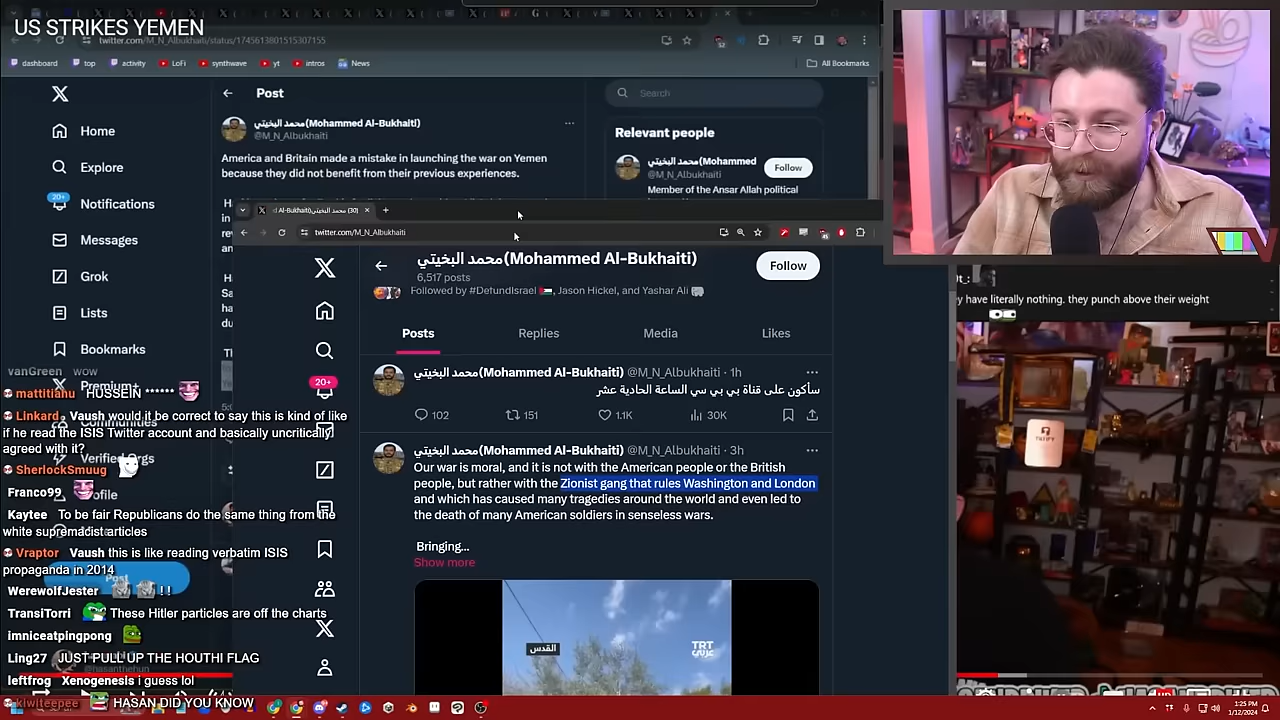 US STRIKES YEMEN
twitter.com/M_N_Albukhaiti/status/1745613801515307155
dashboard
top
activity
LoFi
synthwave
yt
intros
News
All Bookmarks
Home
Explore
20+
Notifications
Messages
Grok
Lists
Bookmarks
Post
محمد البخيتي(Mohammed Al-Bukhaiti)
@M_N_Albukhaiti
America and Britain made a mistake in launching the war on Yemen
because they did not benefit from their previous experiences.
Search
Relevant people
محمد البخيتي(Mohammed
@M_N_Albukhaiti
Follow
Member of the Ansar Allah political
twitter.com/M_N_Albukhaiti
محمد البخيتي(Mohammed Al-Bukhaiti)
6,517 posts
Follow
Followed by #DefundIsrael 🇵🇸, Jason Hickel, and Yashar Ali
Posts
Replies
Media
Likes
20+
محمد البخيتي(Mohammed Al-Bukhaiti) @M_N_Albukhaiti · 1h
سأكون على قناة بي بي سي الساعة الحادية عشر
102
151
1.1K
30K
محمد البخيتي(Mohammed Al-Bukhaiti) @M_N_Albukhaiti · 3h
Our war is moral, and it is not with the American people or the British
people, but rather with the Zionist gang that rules Washington and London
and which has caused many tragedies around the world and even led to
the death of many American soldiers in senseless wars.
Bringing...
Show more
القدس
TRT
عربي
vanGreen wow
mattitiahu HUSSEIN ******
Linkard Vaush would it be correct to say this is kind of like
if he read the ISIS Twitter account and basically uncritically
agreed with it?
SherlockSmuug
Franco99
Kaytee To be fair Republicans do the same thing from the
white supremacist articles
Vraptor Vaush this is like reading verbatim ISIS
propaganda in 2014
WerewolfJester ! !
TransiTorri These Hitler particles are off the charts
imniceatpingpong
Ling27 JUST PULL UP THE HOUTHI FLAG
leftfrog Xenogenesis i guess lol
kiwiteepee HASAN DID YOU KNOW
ey have literally nothing. they punch above their weight
1:25 PM
1/12/2024